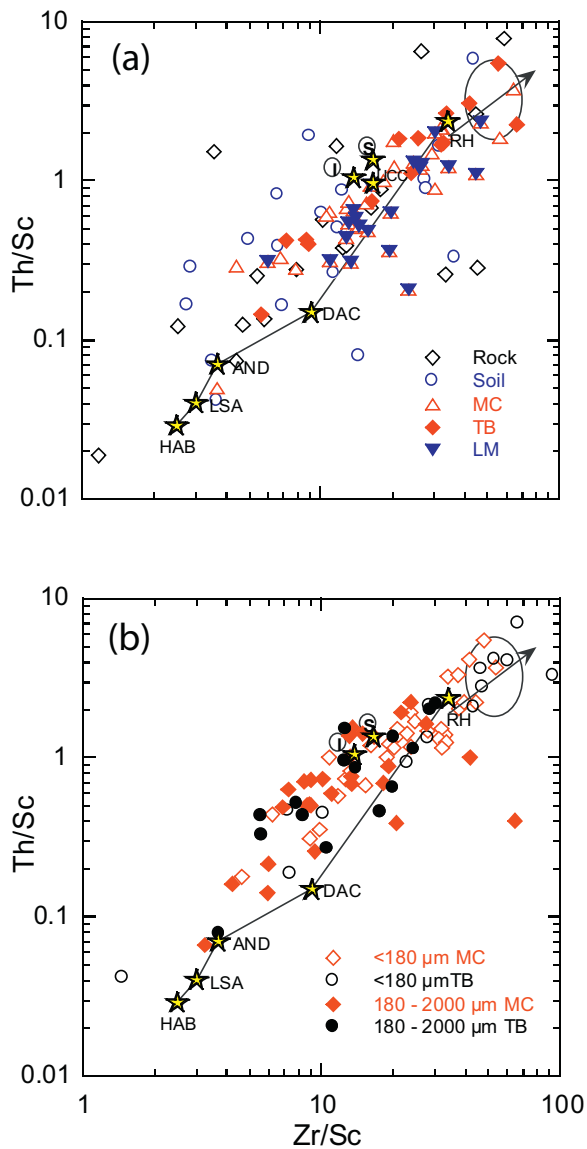 (a)
10
1
0.1
0.01
Th/Sc
S
I
UCC
RH
DAC
AND
LSA
HAB
Rock
Soil
MC
TB
LM
(b)
10
1
0.1
0.01
Th/Sc
S
I
RH
DAC
AND
LSA
HAB
<180 µm MC
<180 µmTB
180 - 2000 µm MC
180 - 2000 µm TB
1 10 100
Zr/Sc